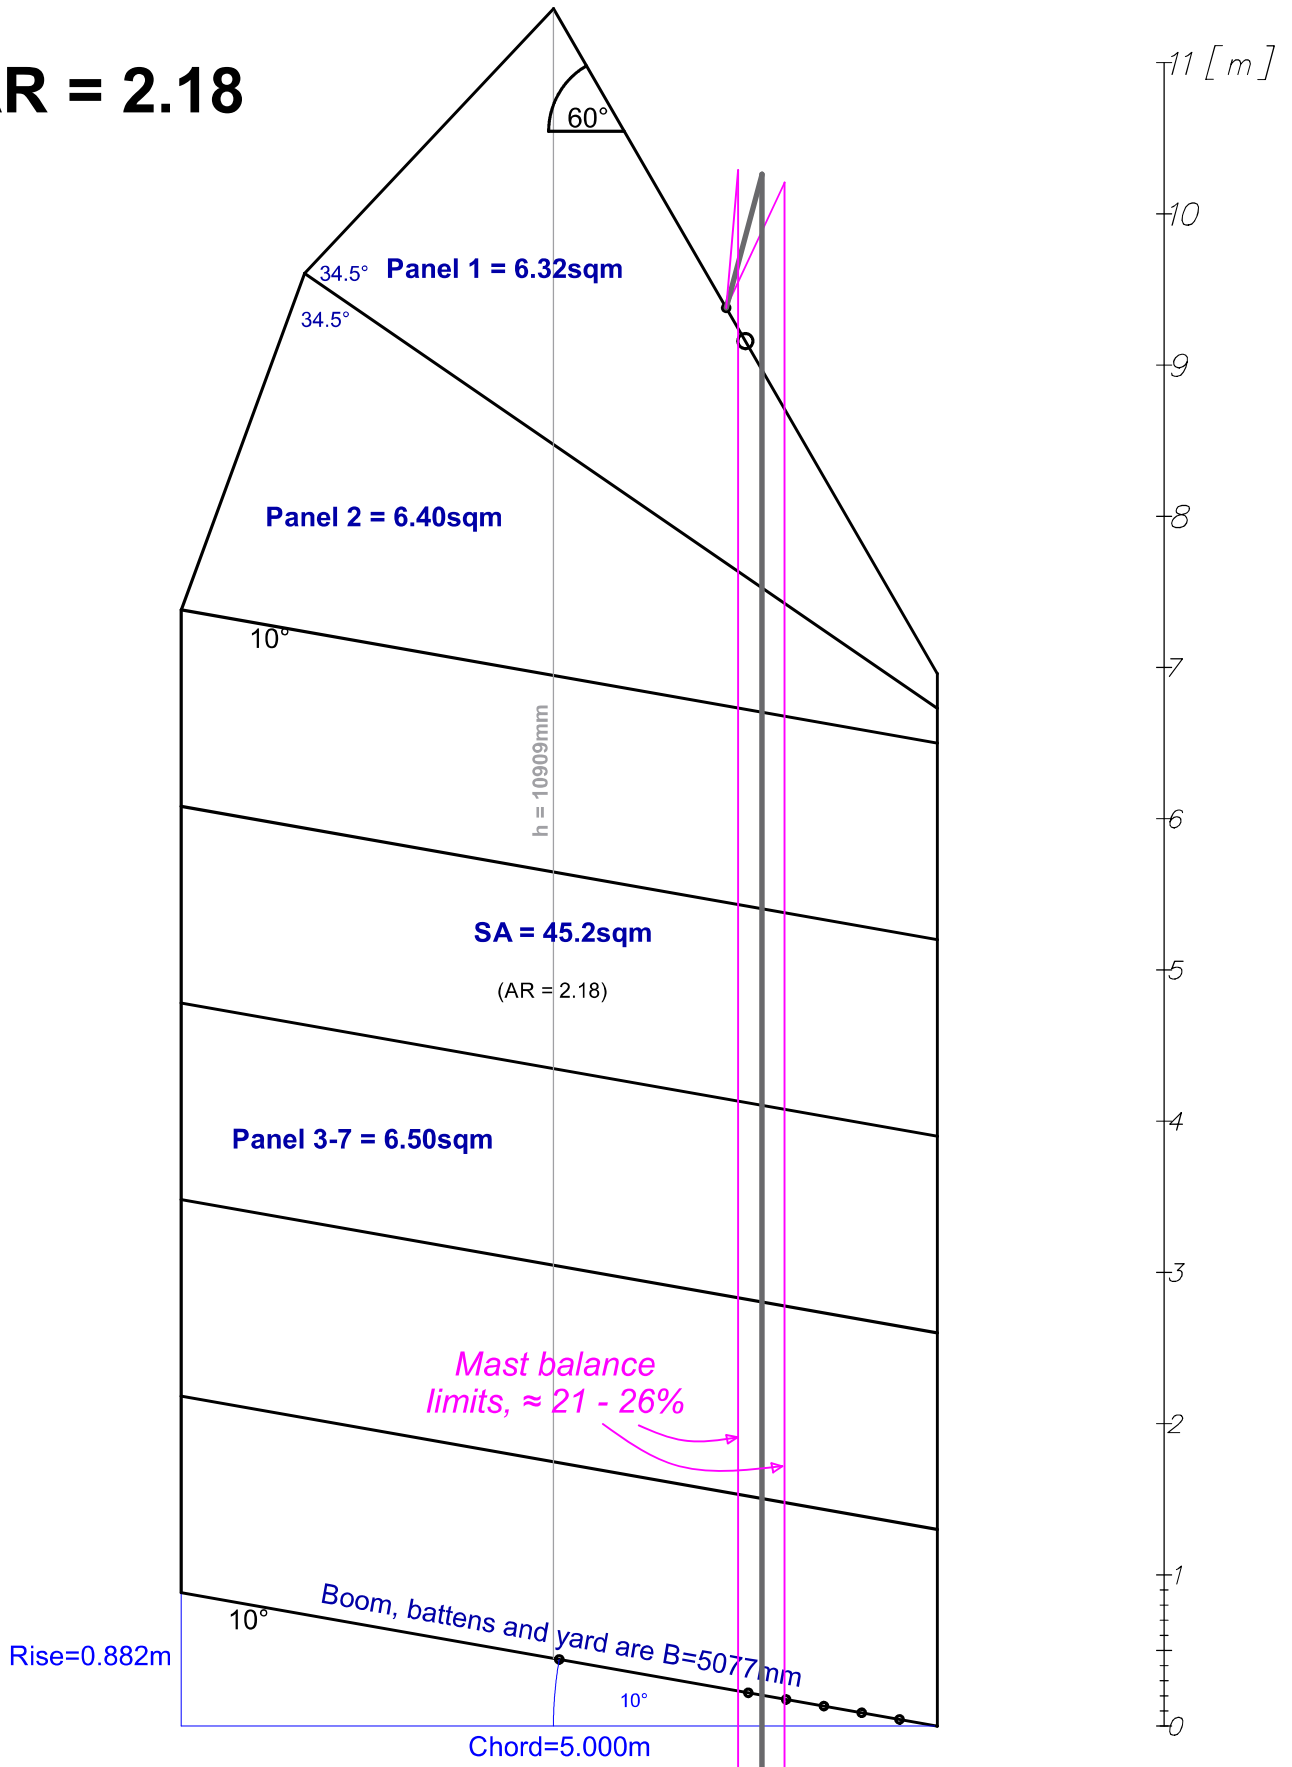 R = 2.18
11 [m]
60°
10
34.5°
Panel 1 = 6.32sqm
34.5°
9
Panel 2 = 6.40sqm
8
10°
7
h = 10909mm
6
SA = 45.2sqm
(AR = 2.18)
5
Panel 3-7 = 6.50sqm
4
3
Mast balance
limits, ≈ 21 - 26%
2
1
Boom, battens and yard are B=5077mm
10°
Rise=0.882m
10°
0
Chord=5.000m